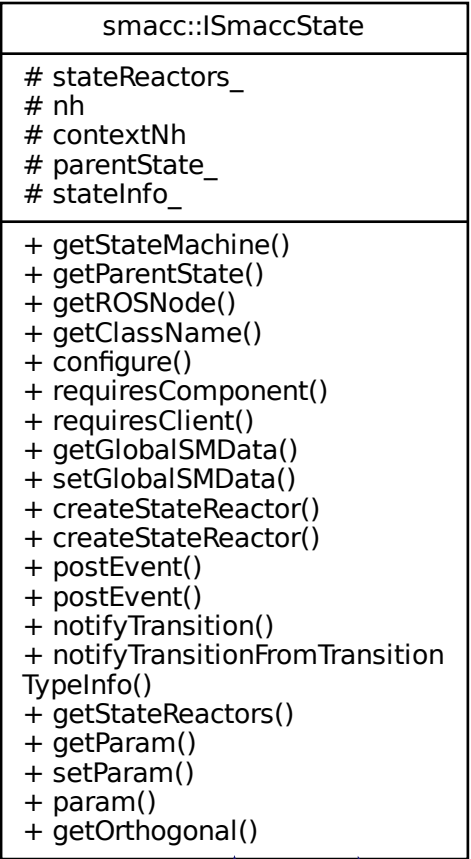 smacc::ISmaccState
# stateReactors_
# nh
# contextNh
# parentState_
# stateInfo_
+ getStateMachine()
+ getParentState()
+ getROSNode()
+ getClassName()
+ configure()
+ requiresComponent()
+ requiresClient()
+ getGlobalSMData()
+ setGlobalSMData()
+ createStateReactor()
+ createStateReactor()
+ postEvent()
+ postEvent()
+ notifyTransition()
+ notifyTransitionFromTransition
TypeInfo()
+ getStateReactors()
+ getParam()
+ setParam()
+ param()
+ getOrthogonal()